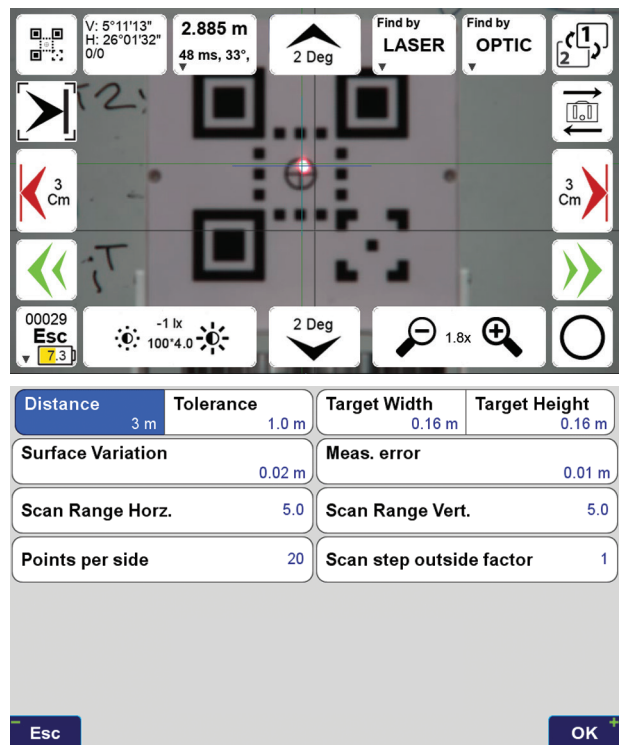 V: 5°11'13"
H: 26°01'32"
0/0
2.885 m
48 ms, 33°,
2 Deg
Find by
LASER
Find by
OPTIC
1
2
3
Cm
3
Cm
00029
Esc
7.3
-1 lx
100*4.0
2 Deg
1.8x
Distance
3 m
Tolerance
1.0 m
Target Width
0.16 m
Target Height
0.16 m
Surface Variation
0.02 m
Meas. error
0.01 m
Scan Range Horz.
5.0
Scan Range Vert.
5.0
Points per side
20
Scan step outside factor
1
Esc
OK